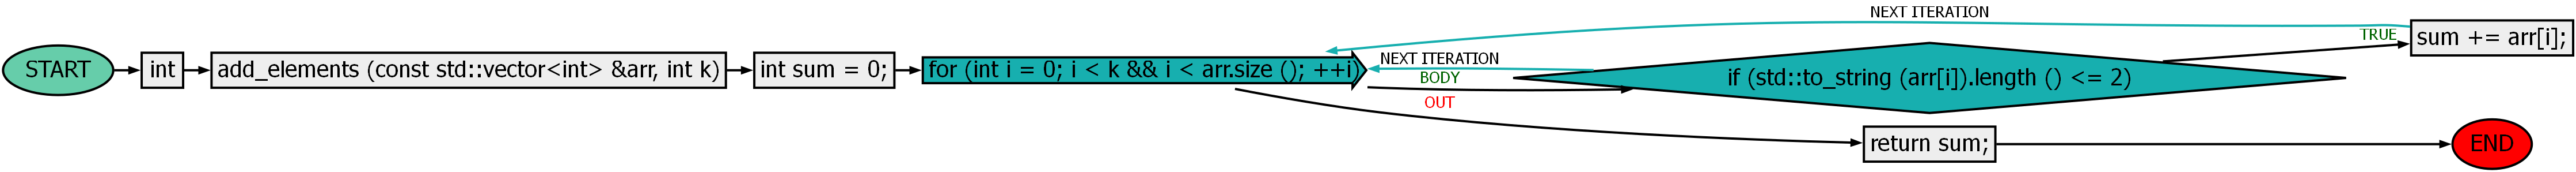 START
int
add_elements (const std::vector<int> &arr, int k)
int sum = 0;
for (int i = 0; i < k && i < arr.size (); ++i)
NEXT ITERATION
NEXT ITERATION
BODY
OUT
if (std::to_string (arr[i]).length () <= 2)
TRUE
sum += arr[i];
return sum;
END